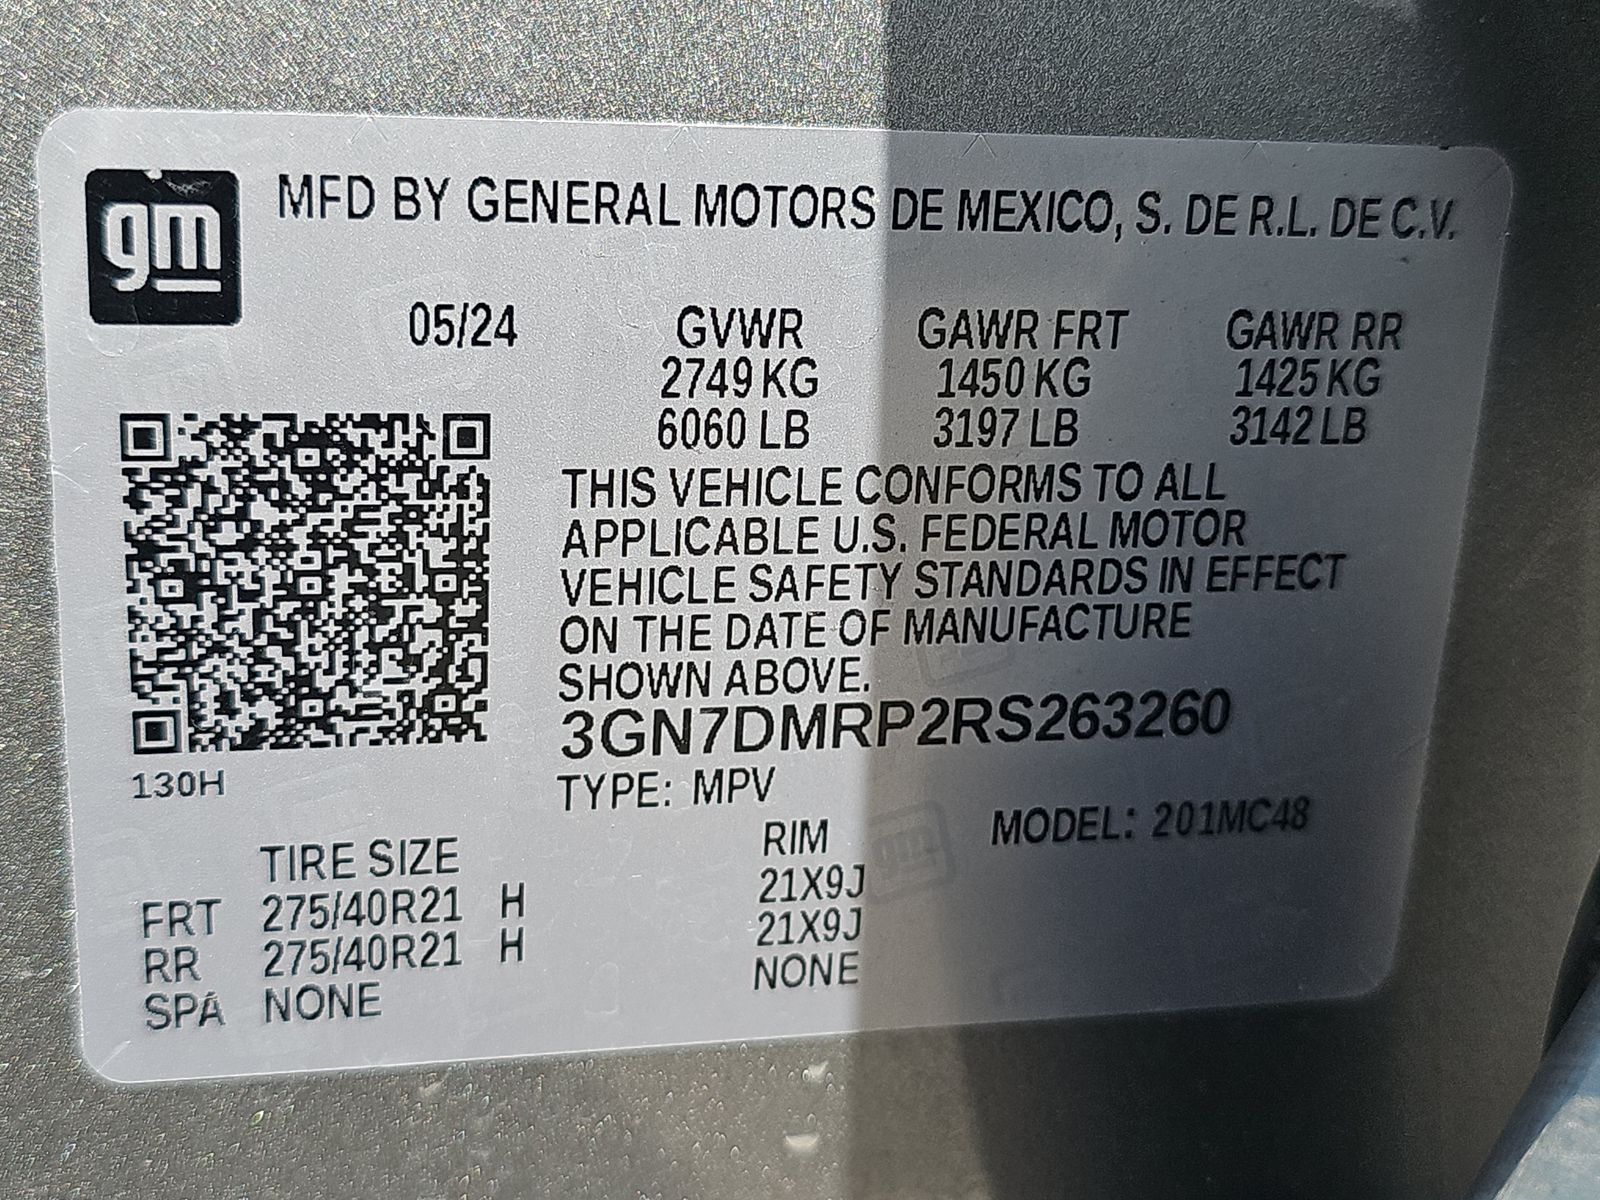 gm
MFD BY GENERAL MOTORS DE MEXICO, S. DE R.L. DE C.V.
05/24 GVWR GAWR FRT GAWR RR
2749 KG 1450 KG 1425 KG
6060 LB 3197 LB 3142 LB
THIS VEHICLE CONFORMS TO ALL
APPLICABLE U.S. FEDERAL MOTOR
VEHICLE SAFETY STANDARDS IN EFFECT
ON THE DATE OF MANUFACTURE
SHOWN ABOVE.
3GN7DMRP2RS263260
130H
TYPE: MPV MODEL: 201MC48
TIRE SIZE RIM
FRT 275/40R21 H 21X9J
RR 275/40R21 H 21X9J
SPA NONE NONE